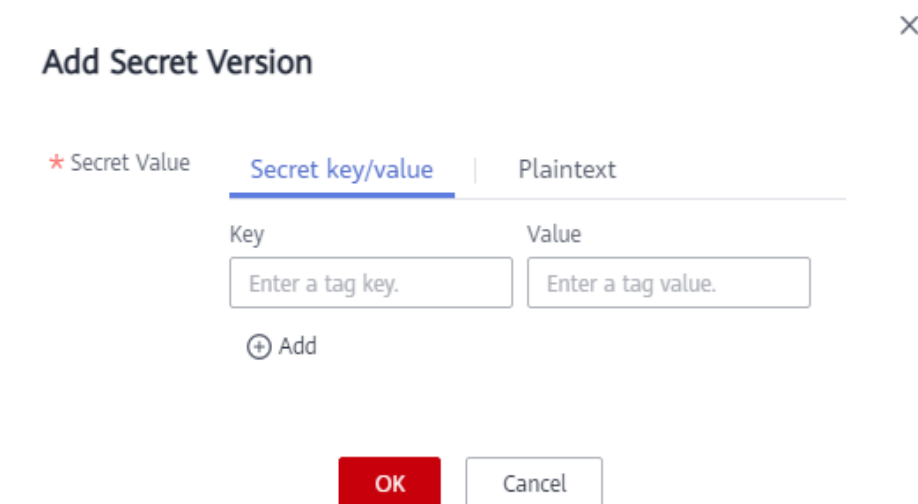 Add Secret Version
* Secret Value
Secret key/value | Plaintext
Key Value
Enter a tag key. Enter a tag value.
Add
OK Cancel